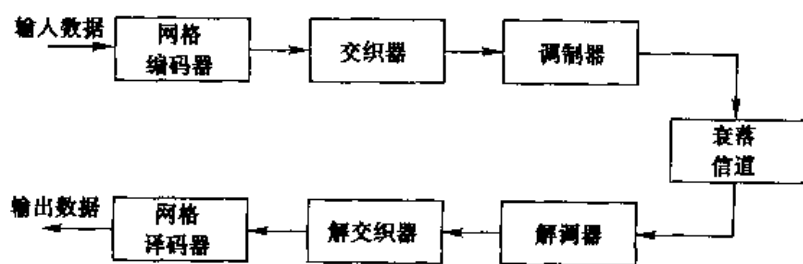 输人数据
网格
编码器
交织器
调制器
衰落
信道
输出数据
网格
译码器
解交织器
解调器